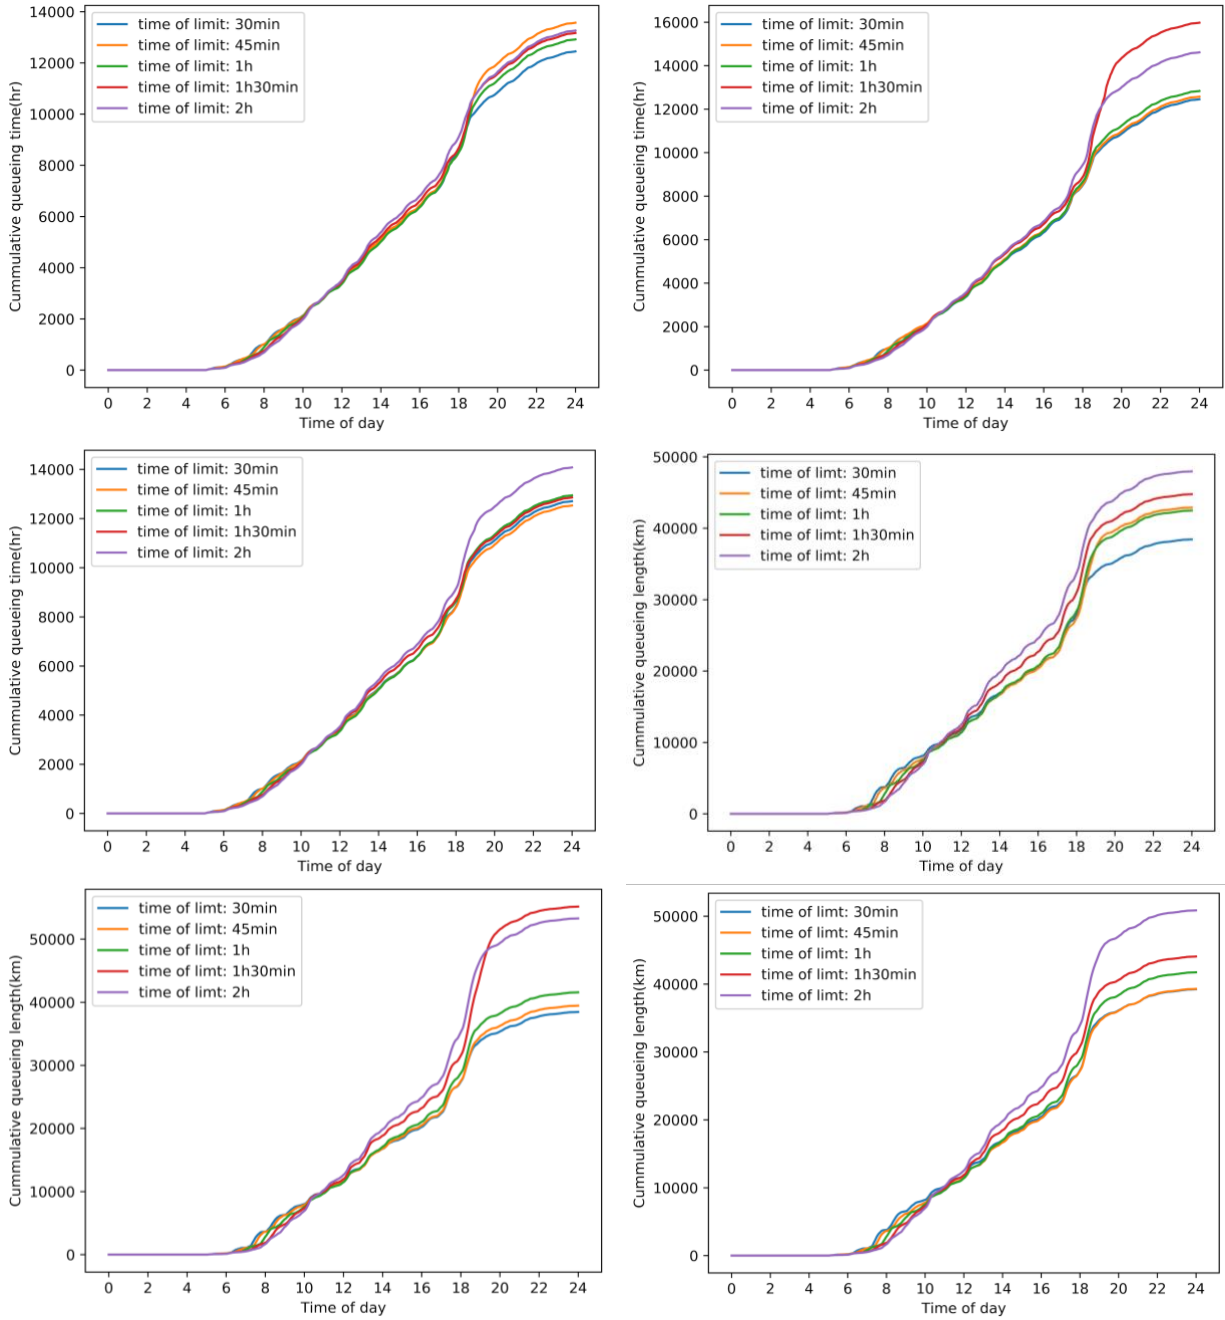 14000
12000
10000
8000
6000
4000
2000
0
Cummulative queueing time(hr)
time of limit: 30min
time of limit: 45min
time of limit: 1h
time of limit: 1h30min
time of limit: 2h
0 2 4 6 8 10 12 14 16 18 20 22 24
Time of day
16000
14000
12000
10000
8000
6000
4000
2000
0
Cummulative queueing time(hr)
time of limit: 30min
time of limit: 45min
time of limit: 1h
time of limit: 1h30min
time of limit: 2h
0 2 4 6 8 10 12 14 16 18 20 22 24
Time of day
14000
12000
10000
8000
6000
4000
2000
0
Cummulative queueing time(hr)
time of limit: 30min
time of limit: 45min
time of limit: 1h
time of limit: 1h30min
time of limit: 2h
0 2 4 6 8 10 12 14 16 18 20 22 24
Time of day
50000
40000
30000
20000
10000
0
Cummulative queueing length(km)
time of limt: 30min
time of limt: 45min
time of limt: 1h
time of limt: 1h30min
time of limt: 2h
0 2 4 6 8 10 12 14 16 18 20 22 24
Time of day
50000
40000
30000
20000
10000
0
Cummulative queueing length(km)
time of limt: 30min
time of limt: 45min
time of limt: 1h
time of limt: 1h30min
time of limt: 2h
0 2 4 6 8 10 12 14 16 18 20 22 24
Time of day
50000
40000
30000
20000
10000
0
Cummulative queueing length(km)
time of limt: 30min
time of limt: 45min
time of limt: 1h
time of limt: 1h30min
time of limt: 2h
0 2 4 6 8 10 12 14 16 18 20 22 24
Time of day